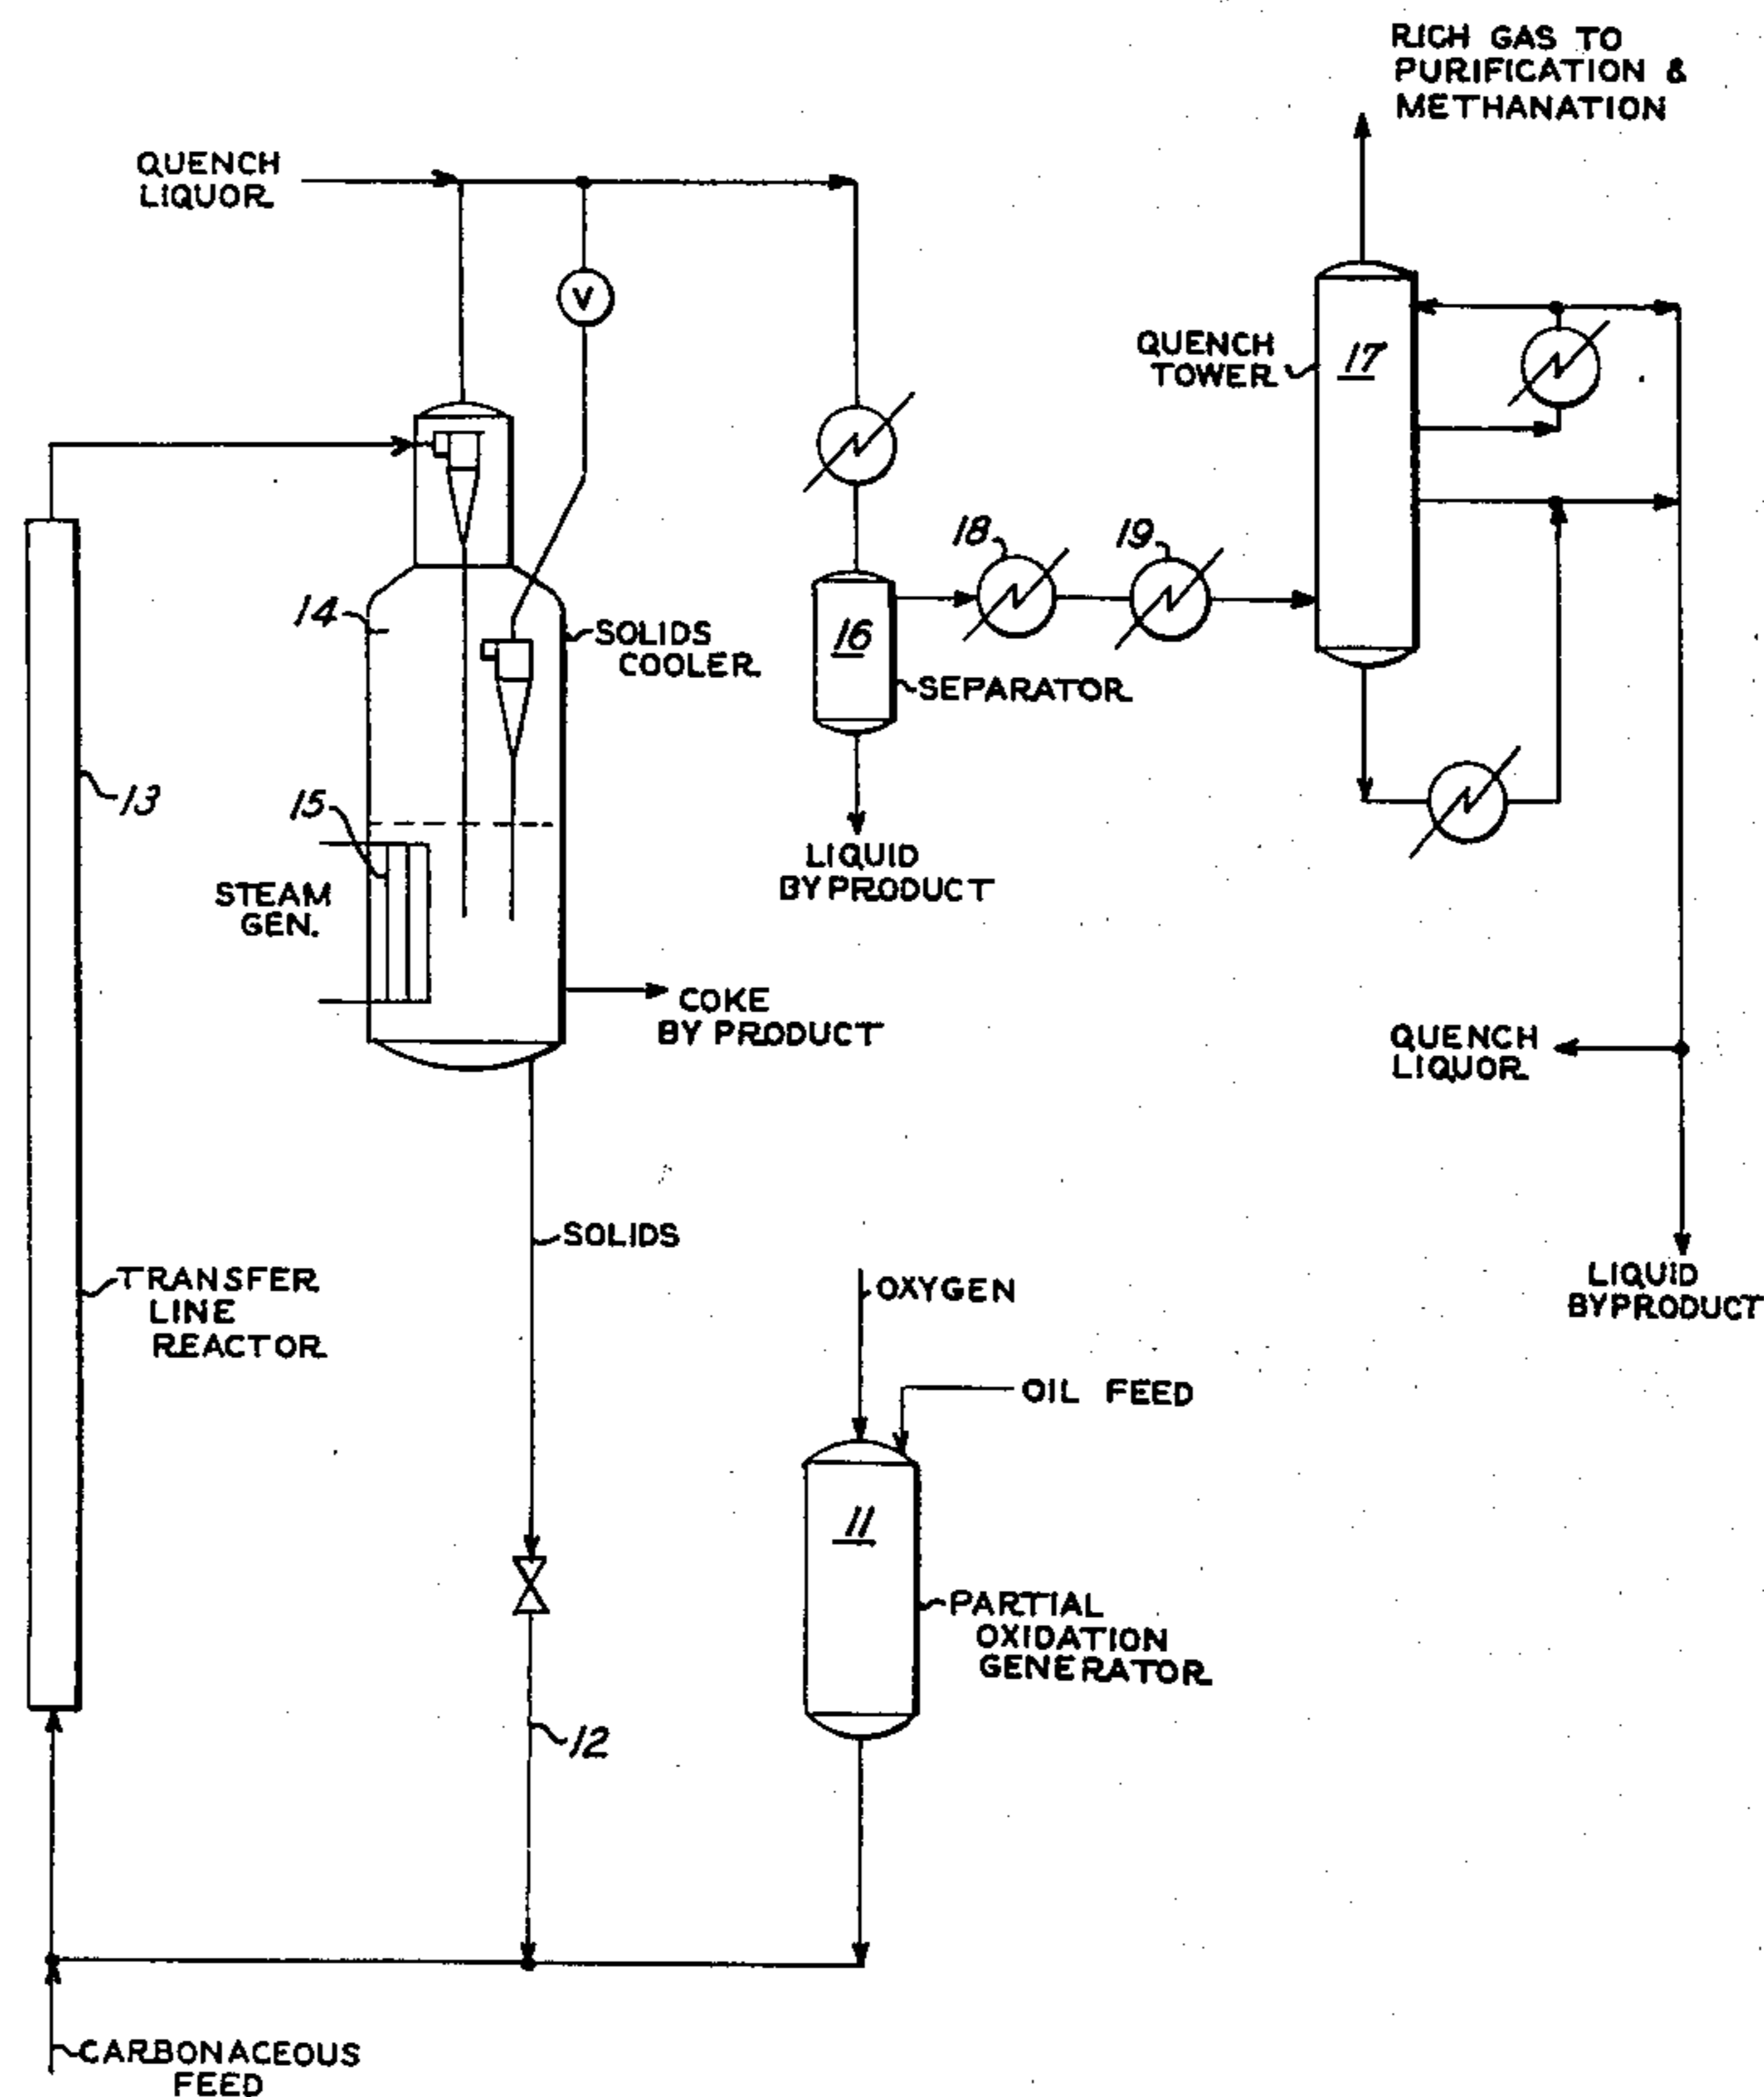 RICH GAS TO
PURIFICATION &
METHANATION
QUENCH
LIQUOR
V
QUENCH
TOWER
17
18
19
14
SOLIDS
COOLER
16
SEPARATOR
13
15
STEAM
GEN.
LIQUID
BY PRODUCT
COKE
BY PRODUCT
QUENCH
LIQUOR
SOLIDS
TRANSFER
LINE
REACTOR
OXYGEN
LIQUID
BYPRODUCT
OIL FEED
11
PARTIAL
OXIDATION
GENERATOR
12
CARBONACEOUS
FEED